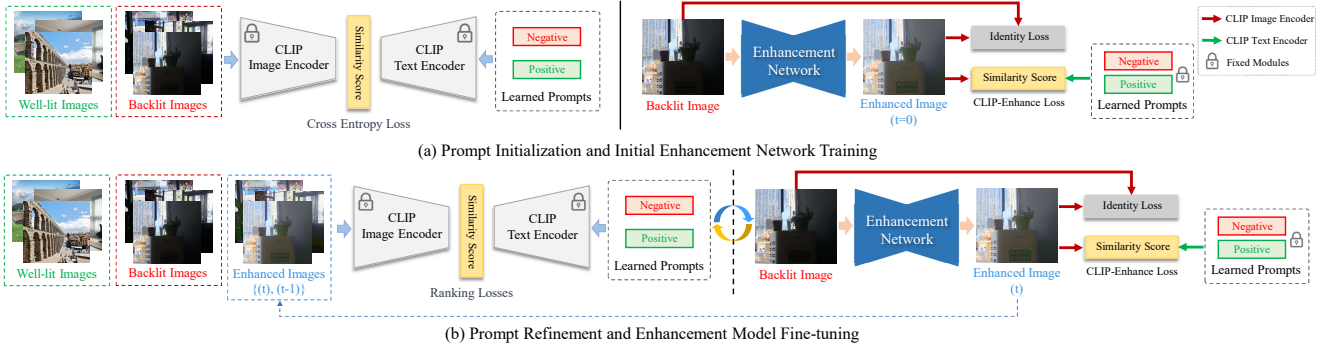 Well-lit Images
Backlit Images
CLIP
Image Encoder
Similarity Score
CLIP
Text Encoder
Negative
Positive
Learned Prompts
Cross Entropy Loss
Backlit Image
Enhancement
Network
Enhanced Image
(t=0)
Identity Loss
Similarity Score
CLIP-Enhance Loss
Negative
Positive
Learned Prompts
CLIP Image Encoder
CLIP Text Encoder
Fixed Modules
(a) Prompt Initialization and Initial Enhancement Network Training
Well-lit Images
Backlit Images
Enhanced Images
{(t), (t-1)}
CLIP
Image Encoder
Similarity Score
CLIP
Text Encoder
Negative
Positive
Learned Prompts
Ranking Losses
Backlit Image
Enhancement
Network
Enhanced Image
(t)
Identity Loss
Similarity Score
CLIP-Enhance Loss
Negative
Positive
Learned Prompts
(b) Prompt Refinement and Enhancement Model Fine-tuning